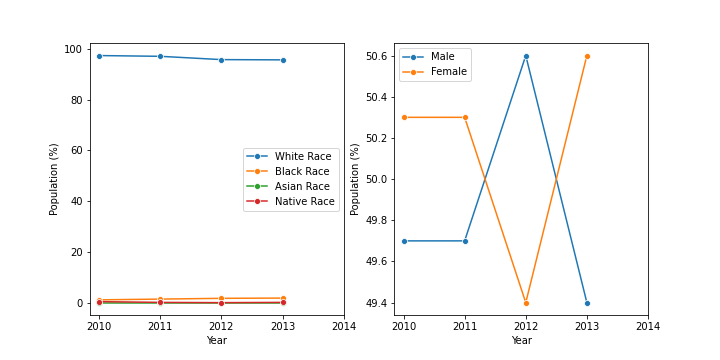 100
80
60
40
20
0
Population (%)
2010 2011 2012 2013 2014
Year
White Race
Black Race
Asian Race
Native Race
50.6
50.4
50.2
50.0
49.8
49.6
49.4
Population (%)
2010 2011 2012 2013 2014
Year
Male
Female